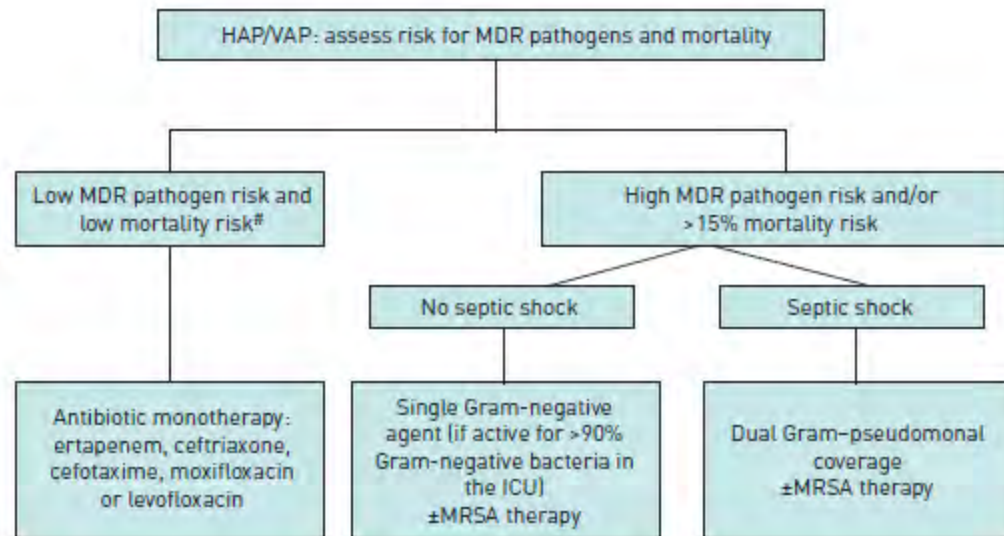 HAP/VAP: assess risk for MDR pathogens and mortality
Low MDR pathogen risk and
low mortality risk#
High MDR pathogen risk and/or
>15% mortality risk
No septic shock
Septic shock
Antibiotic monotherapy:
ertapenem, ceftriaxone,
cefotaxime, moxifloxacin
or levofloxacin
Single Gram-negative
agent (if active for >90%
Gram-negative bacteria in
the ICU)
±MRSA therapy
Dual Gram–pseudomonal
coverage
±MRSA therapy